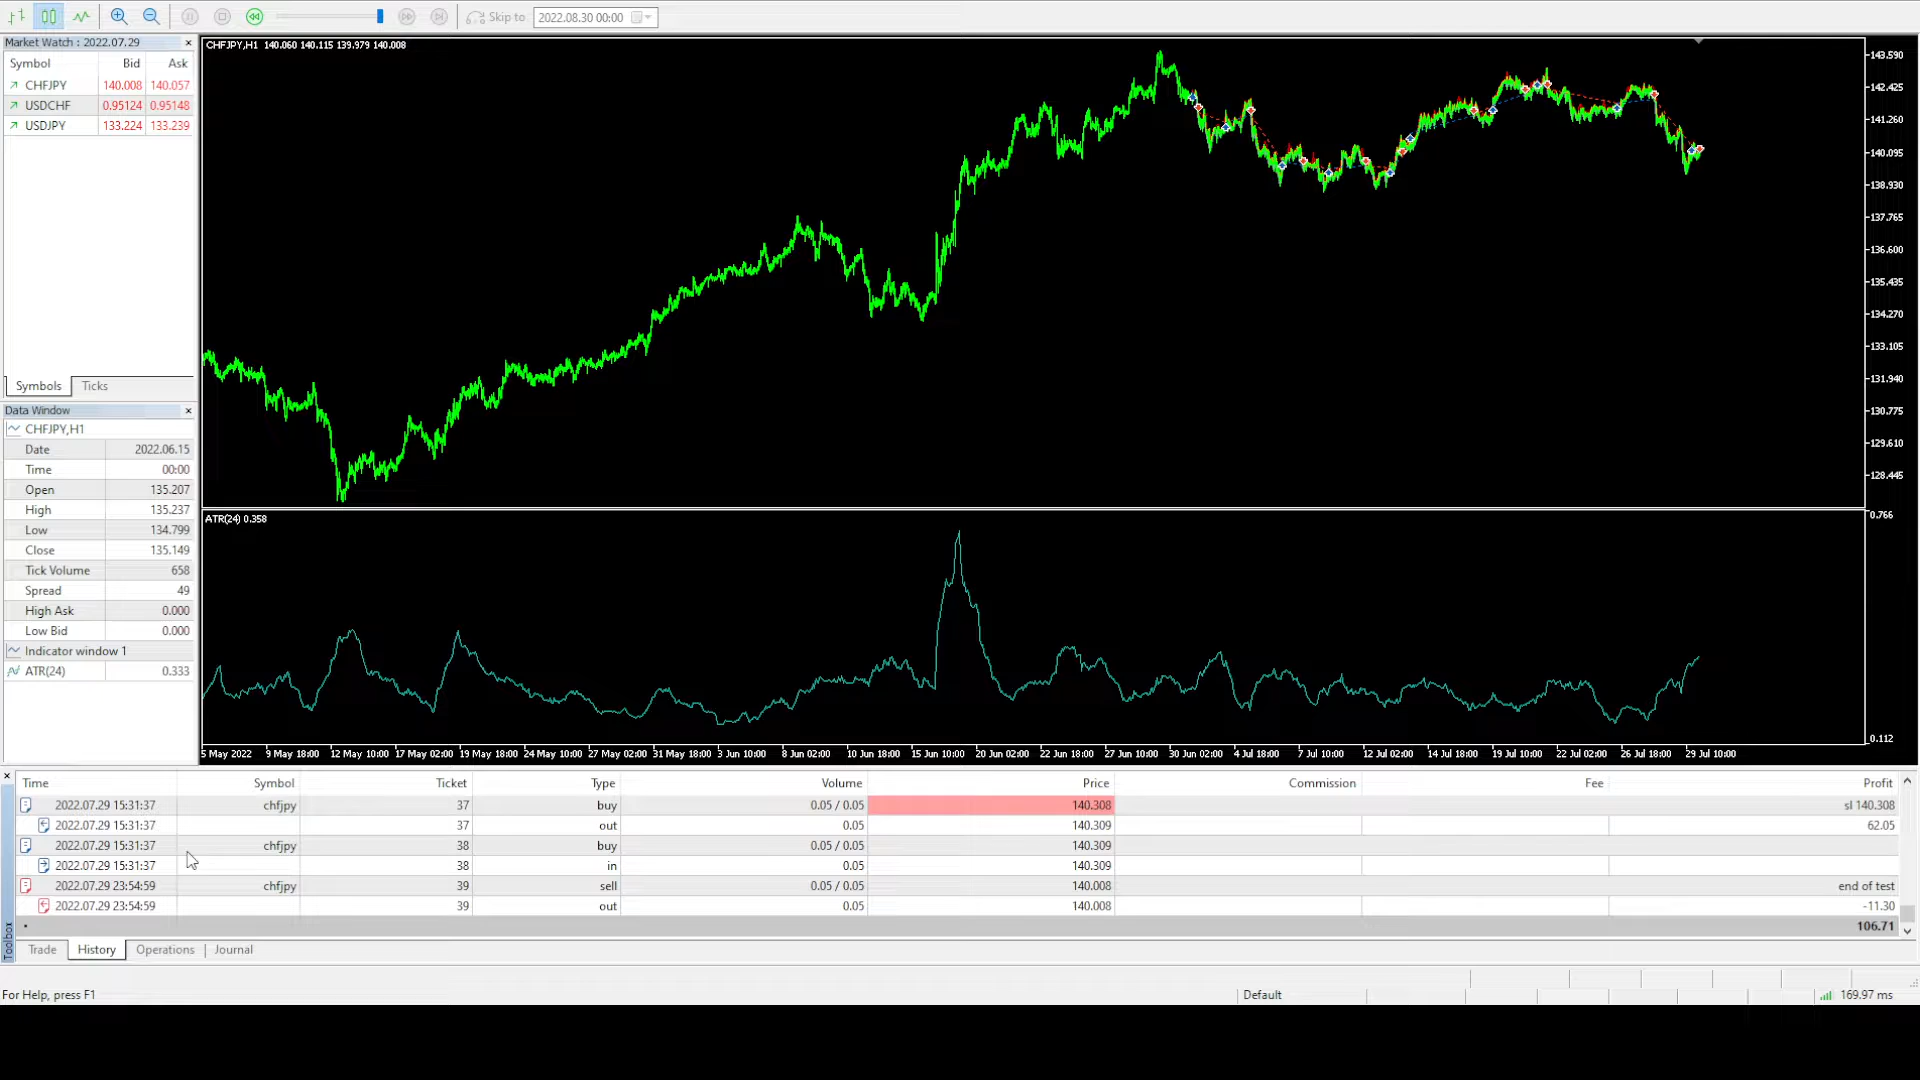 Skip to 2022.08.30 00:00
Market Watch : 2022.07.29
Symbol Bid Ask
CHFJPY 140.008 140.057
USDCHF 0.95124 0.95148
USDJPY 133.224 133.239
Symbols Ticks
Data Window
CHFJPY,H1
Date 2022.06.15
Time 00:00
Open 135.207
High 135.237
Low 134.799
Close 135.149
Tick Volume 658
Spread 49
High Ask 0.000
Low Bid 0.000
Indicator window 1
ATR(24) 0.333
CHFJPY,H1 140.060 140.115 139.979 140.008
143.590
142.425
141.260
140.095
138.930
137.765
136.600
135.435
134.270
133.105
131.940
130.775
129.610
128.445
ATR(24) 0.358
0.766
0.112
5 May 2022 9 May 18:00 12 May 10:00 17 May 02:00 19 May 18:00 24 May 10:00 27 May 02:00 31 May 18:00 3 Jun 10:00 8 Jun 02:00 10 Jun 18:00 15 Jun 10:00 20 Jun 02:00 22 Jun 18:00 27 Jun 10:00 30 Jun 02:00 4 Jul 18:00 7 Jul 10:00 12 Jul 02:00 14 Jul 18:00 19 Jul 10:00 22 Jul 02:00 26 Jul 18:00 29 Jul 10:00
Time Symbol Ticket Type Volume Price Commission Fee Profit
2022.07.29 15:31:37 chfjpy 37 buy 0.05 / 0.05 140.308 sl 140.308
2022.07.29 15:31:37 37 out 0.05 140.309 62.05
2022.07.29 15:31:37 chfjpy 38 buy 0.05 / 0.05 140.309
2022.07.29 15:31:37 38 in 0.05 140.309
2022.07.29 23:54:59 chfjpy 39 sell 0.05 / 0.05 140.008 end of test
2022.07.29 23:54:59 39 out 0.05 140.008 -11.30
106.71
Toolbox
Trade History Operations Journal
For Help, press F1 Default 169.97 ms